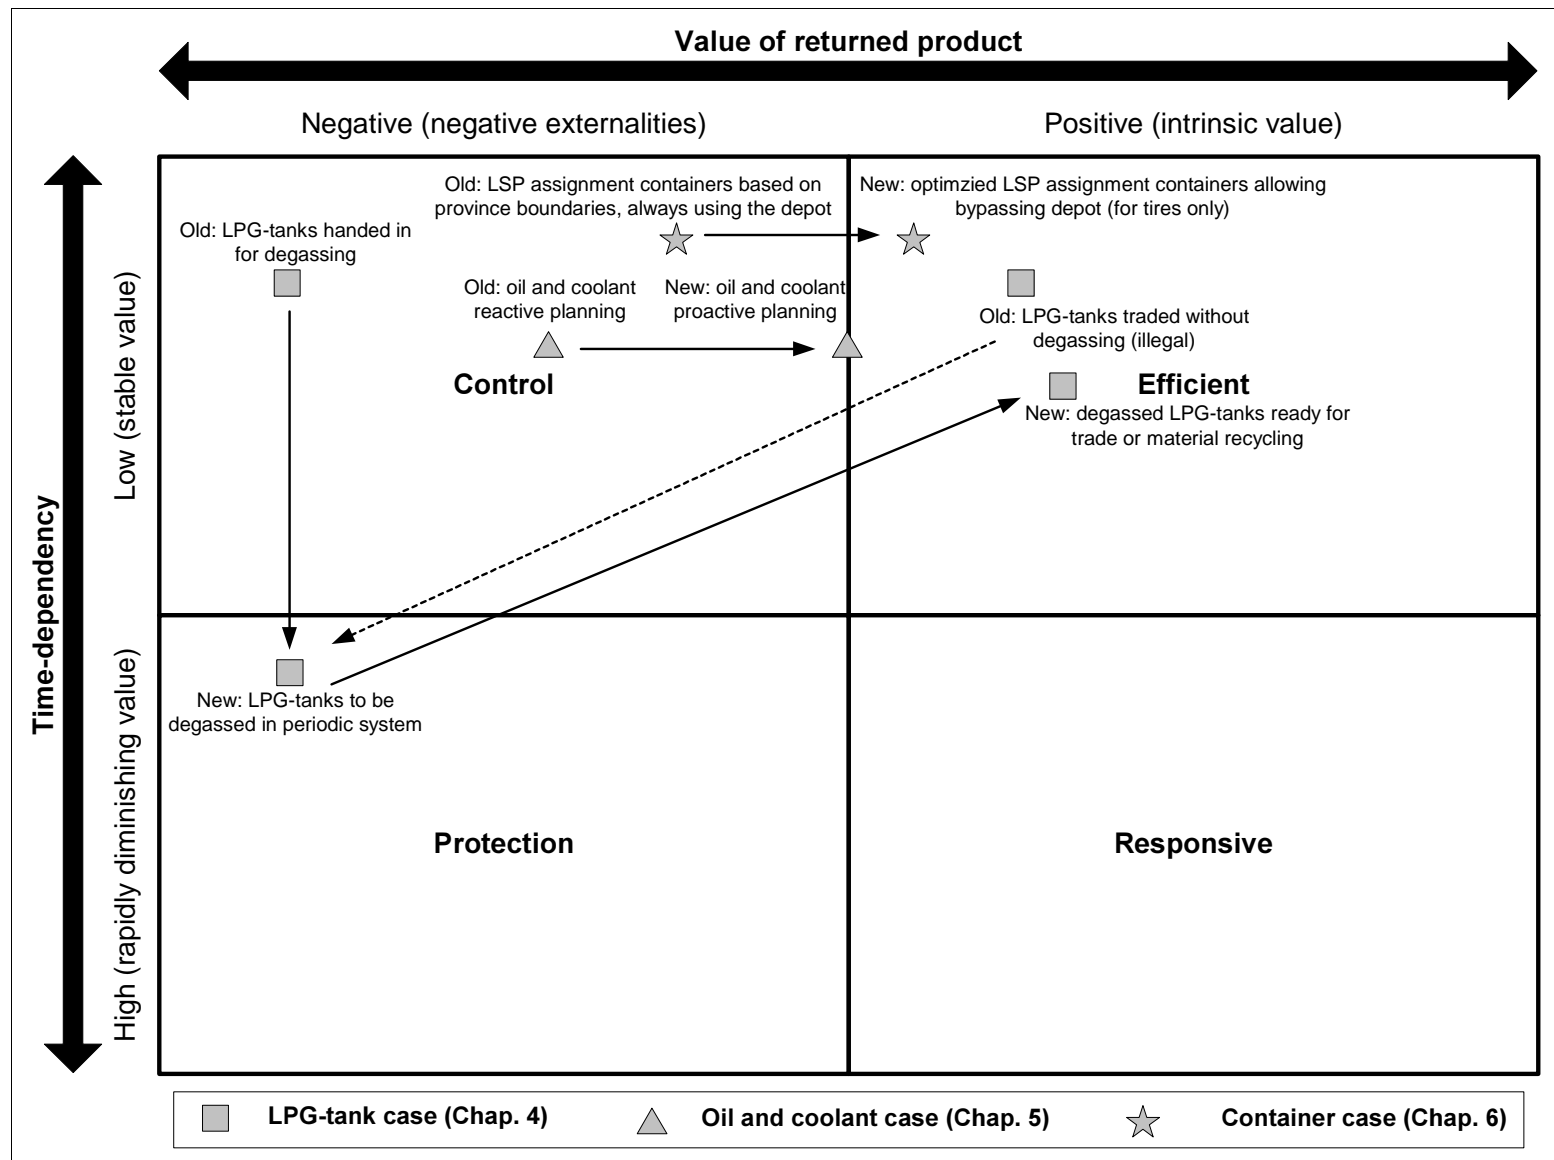 Value of returned product
Negative (negative externalities)
Positive (intrinsic value)
Time-dependency
Low (stable value)
High (rapidly diminishing value)
Old: LPG-tanks handed in
for degassing
Old: LSP assignment containers based on
province boundaries, always using the depot
New: optimzied LSP assignment containers allowing
bypassing depot (for tires only)
Old: oil and coolant
reactive planning
New: oil and coolant
proactive planning
Old: LPG-tanks traded without
degassing (illegal)
Control
Efficient
New: degassed LPG-tanks ready for
trade or material recycling
New: LPG-tanks to be
degassed in periodic system
Protection
Responsive
LPG-tank case (Chap. 4)
Oil and coolant case (Chap. 5)
Container case (Chap. 6)